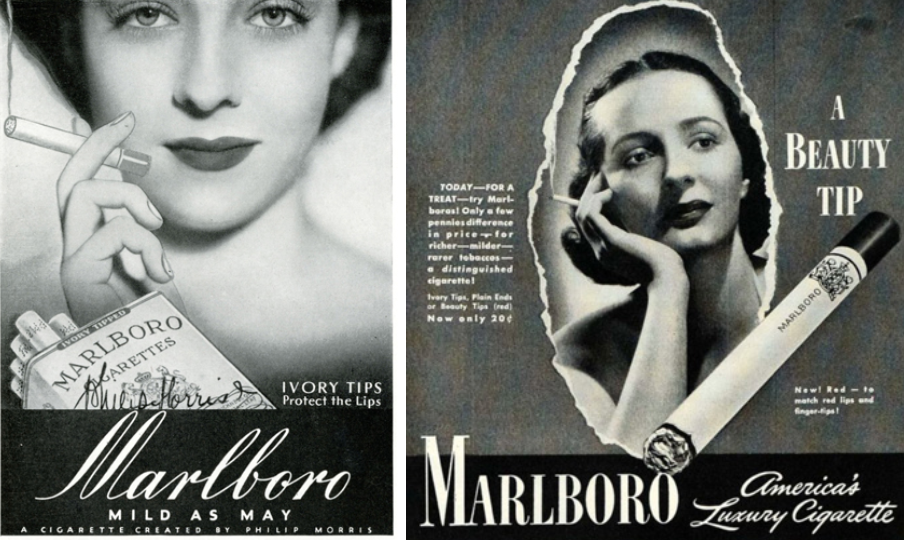 IVORY TIPPED
MARLBORO
CIGARETTES
Philip Morris &
IVORY TIPS
Protect the Lips
Marlboro
MILD AS MAY
A CIGARETTE CREATED BY PHILIP MORRIS
A
BEAUTY
TIP
TODAY—FOR A
TREAT—try Marl-
boros! Only a few
pennies difference
in price — for
richer—milder—
rarer tobaccos—
a distinguished
cigarette!
Ivory Tips, Plain Ends
or Beauty Tips (red)
Now only 20¢
MARLBORO
New! Red — to
match red lips and
finger-tips!
MARLBORO
America's
Luxury Cigarette